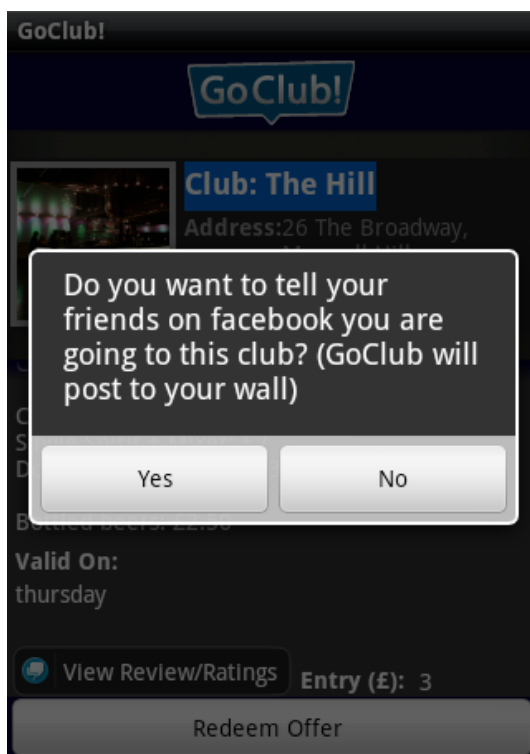 GoClub!
GoClub!
Club: The Hill
Address:26 The Broadway,
Do you want to tell your
friends on facebook you are
going to this club? (GoClub will
post to your wall)
Yes
No
Valid On:
thursday
View Review/Ratings
Entry (£): 3
Redeem Offer